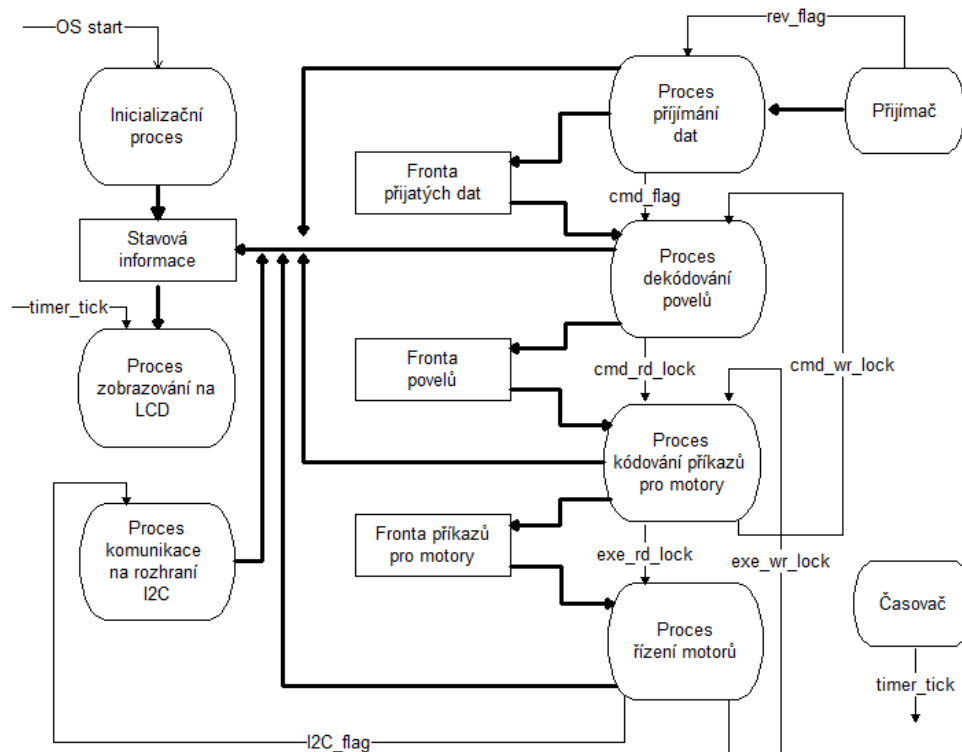 OS start
rev_flag
Inicializační
proces
Proces
příjímání
dat
Přijímač
Fronta
přijatých dat
cmd_flag
Stavová
informace
Proces
dekódování
povelů
timer_tick
Proces
zobrazování na
LCD
Fronta
povelů
cmd_rd_lock
cmd_wr_lock
Proces
kódování příkazů
pro motory
Proces
komunikace
na rozhraní
I2C
Fronta příkazů
pro motory
exe_rd_lock
exe_wr_lock
Časovač
Proces
řízení motorů
timer_tick
I2C_flag